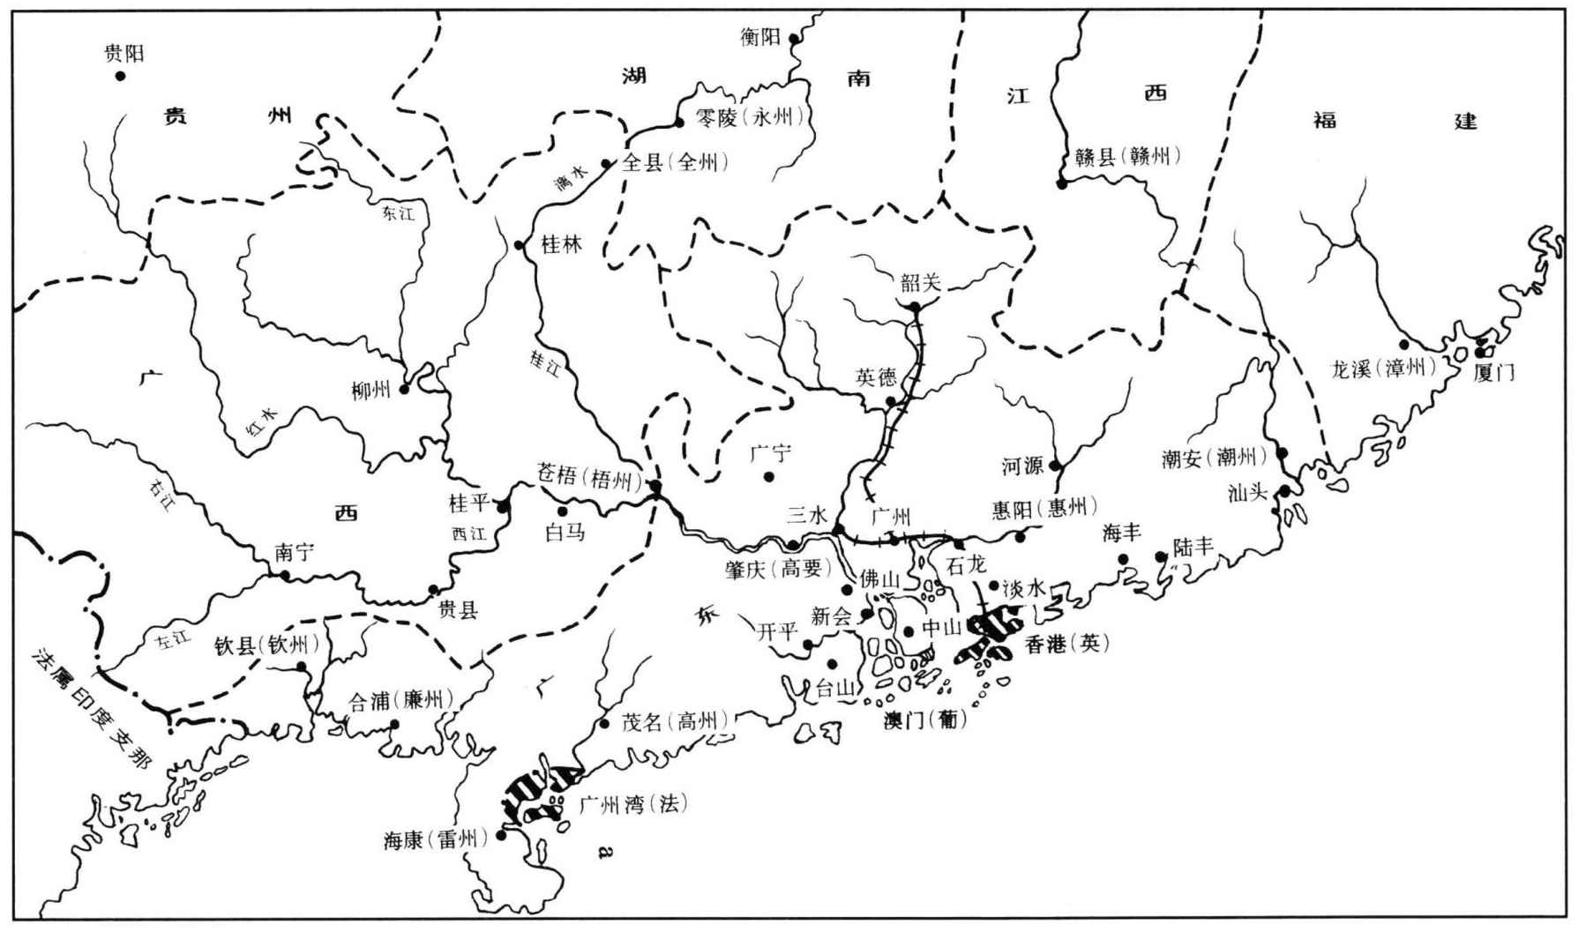 贵阳
衡阳
湖
南
江
西
福
建
贵
州
零陵(永州)
赣县(赣州)
全县(全州)
漓水
东江
桂林
韶关
桂江
龙溪(漳州)
厦门
广
柳州
英德
红水
广宁
河源
潮安(潮州)
苍梧(梧州)
汕头
右江
西
桂平
白马
西江
三水
广州
惠阳(惠州)
海丰
陆丰
南宁
肇庆(高要)
石龙
佛山
淡水
贵县
东
新会
中山
开平
香港(英)
左江
钦县(钦州)
台山
法属印度支那
合浦(廉州)
广
茂名(高州)
澳门(葡)
广州湾(法)
海康(雷州)
a